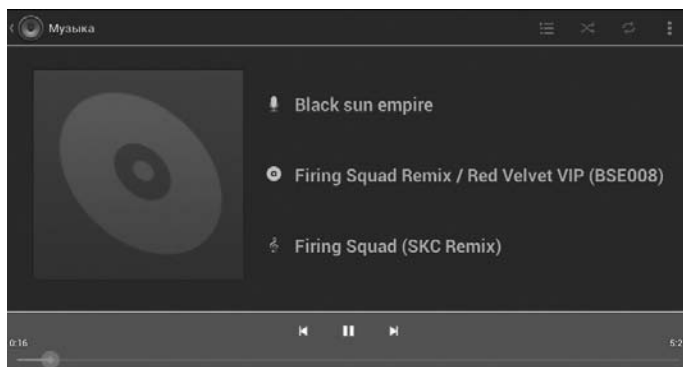 Музыка
Black sun empire
Firing Squad Remix / Red Velvet VIP (BSE008)
Firing Squad (SKC Remix)
0:16